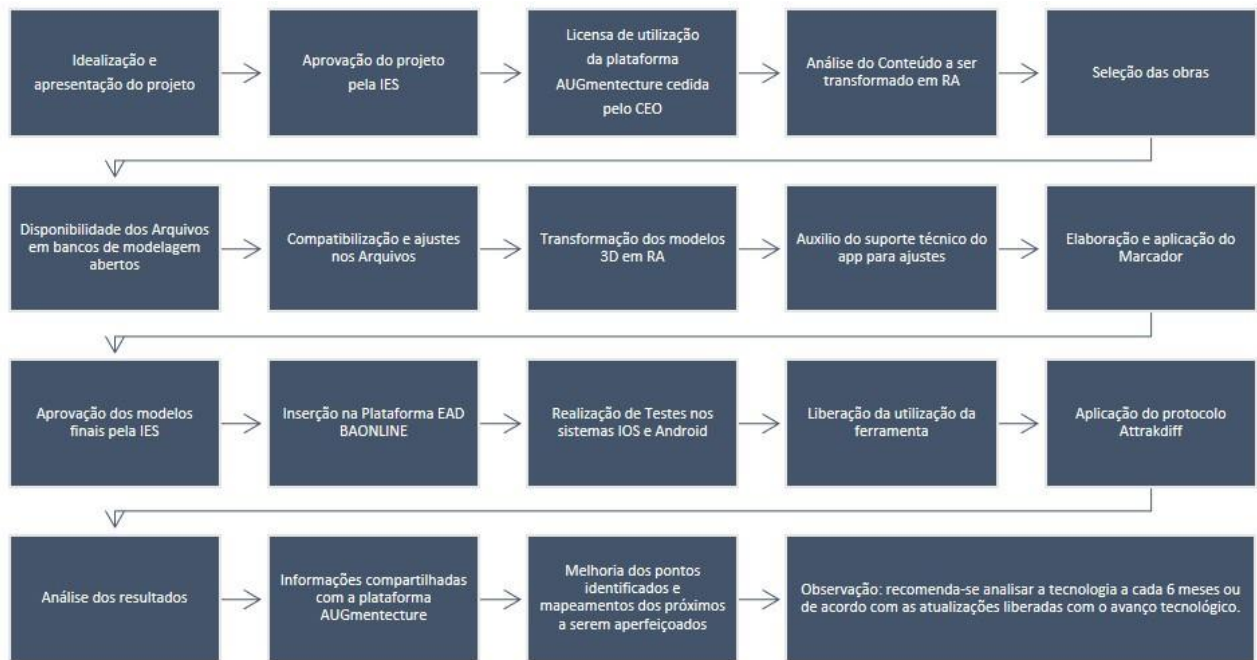 Idealização e
apresentação do projeto
Aprovação do projeto
pela IES
Licensa de utilização
da plataforma
AUGmentecture cedida
pelo CEO
Análise do Conteúdo a ser
transformado em RA
Seleção das obras
Disponibilidade dos Arquivos
em bancos de modelagem
abertos
Compatibilização e ajustes
nos Arquivos
Transformação dos modelos
3D em RA
Auxilio do suporte técnico do
app para ajustes
Elaboração e aplicação do
Marcador
Aprovação dos modelos
finais pela IES
Inserção na Plataforma EAD
BAONLINE
Realização de Testes nos
sistemas IOS e Android
Liberação da utilização da
ferramenta
Aplicação do protocolo
Attrakdiff
Análise dos resultados
Informações compartilhadas
com a plataforma
AUGmentecture
Melhoria dos pontos
identificados e
mapeamentos dos próximos
a serem aperfeiçoados
Observação: recomenda-se analisar a tecnologia a cada 6 meses ou
de acordo com as atualizações liberadas com o avanço tecnológico.